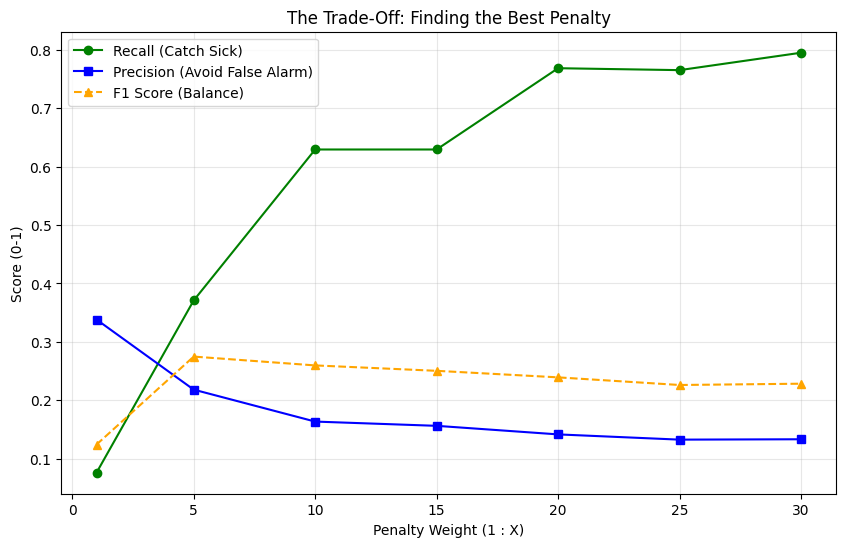 The Trade-Off: Finding the Best Penalty
Recall (Catch Sick)
Precision (Avoid False Alarm)
F1 Score (Balance)
Score (0-1)
0.8
0.7
0.6
0.5
0.4
0.3
0.2
0.1
0 5 10 15 20 25 30
Penalty Weight (1 : X)